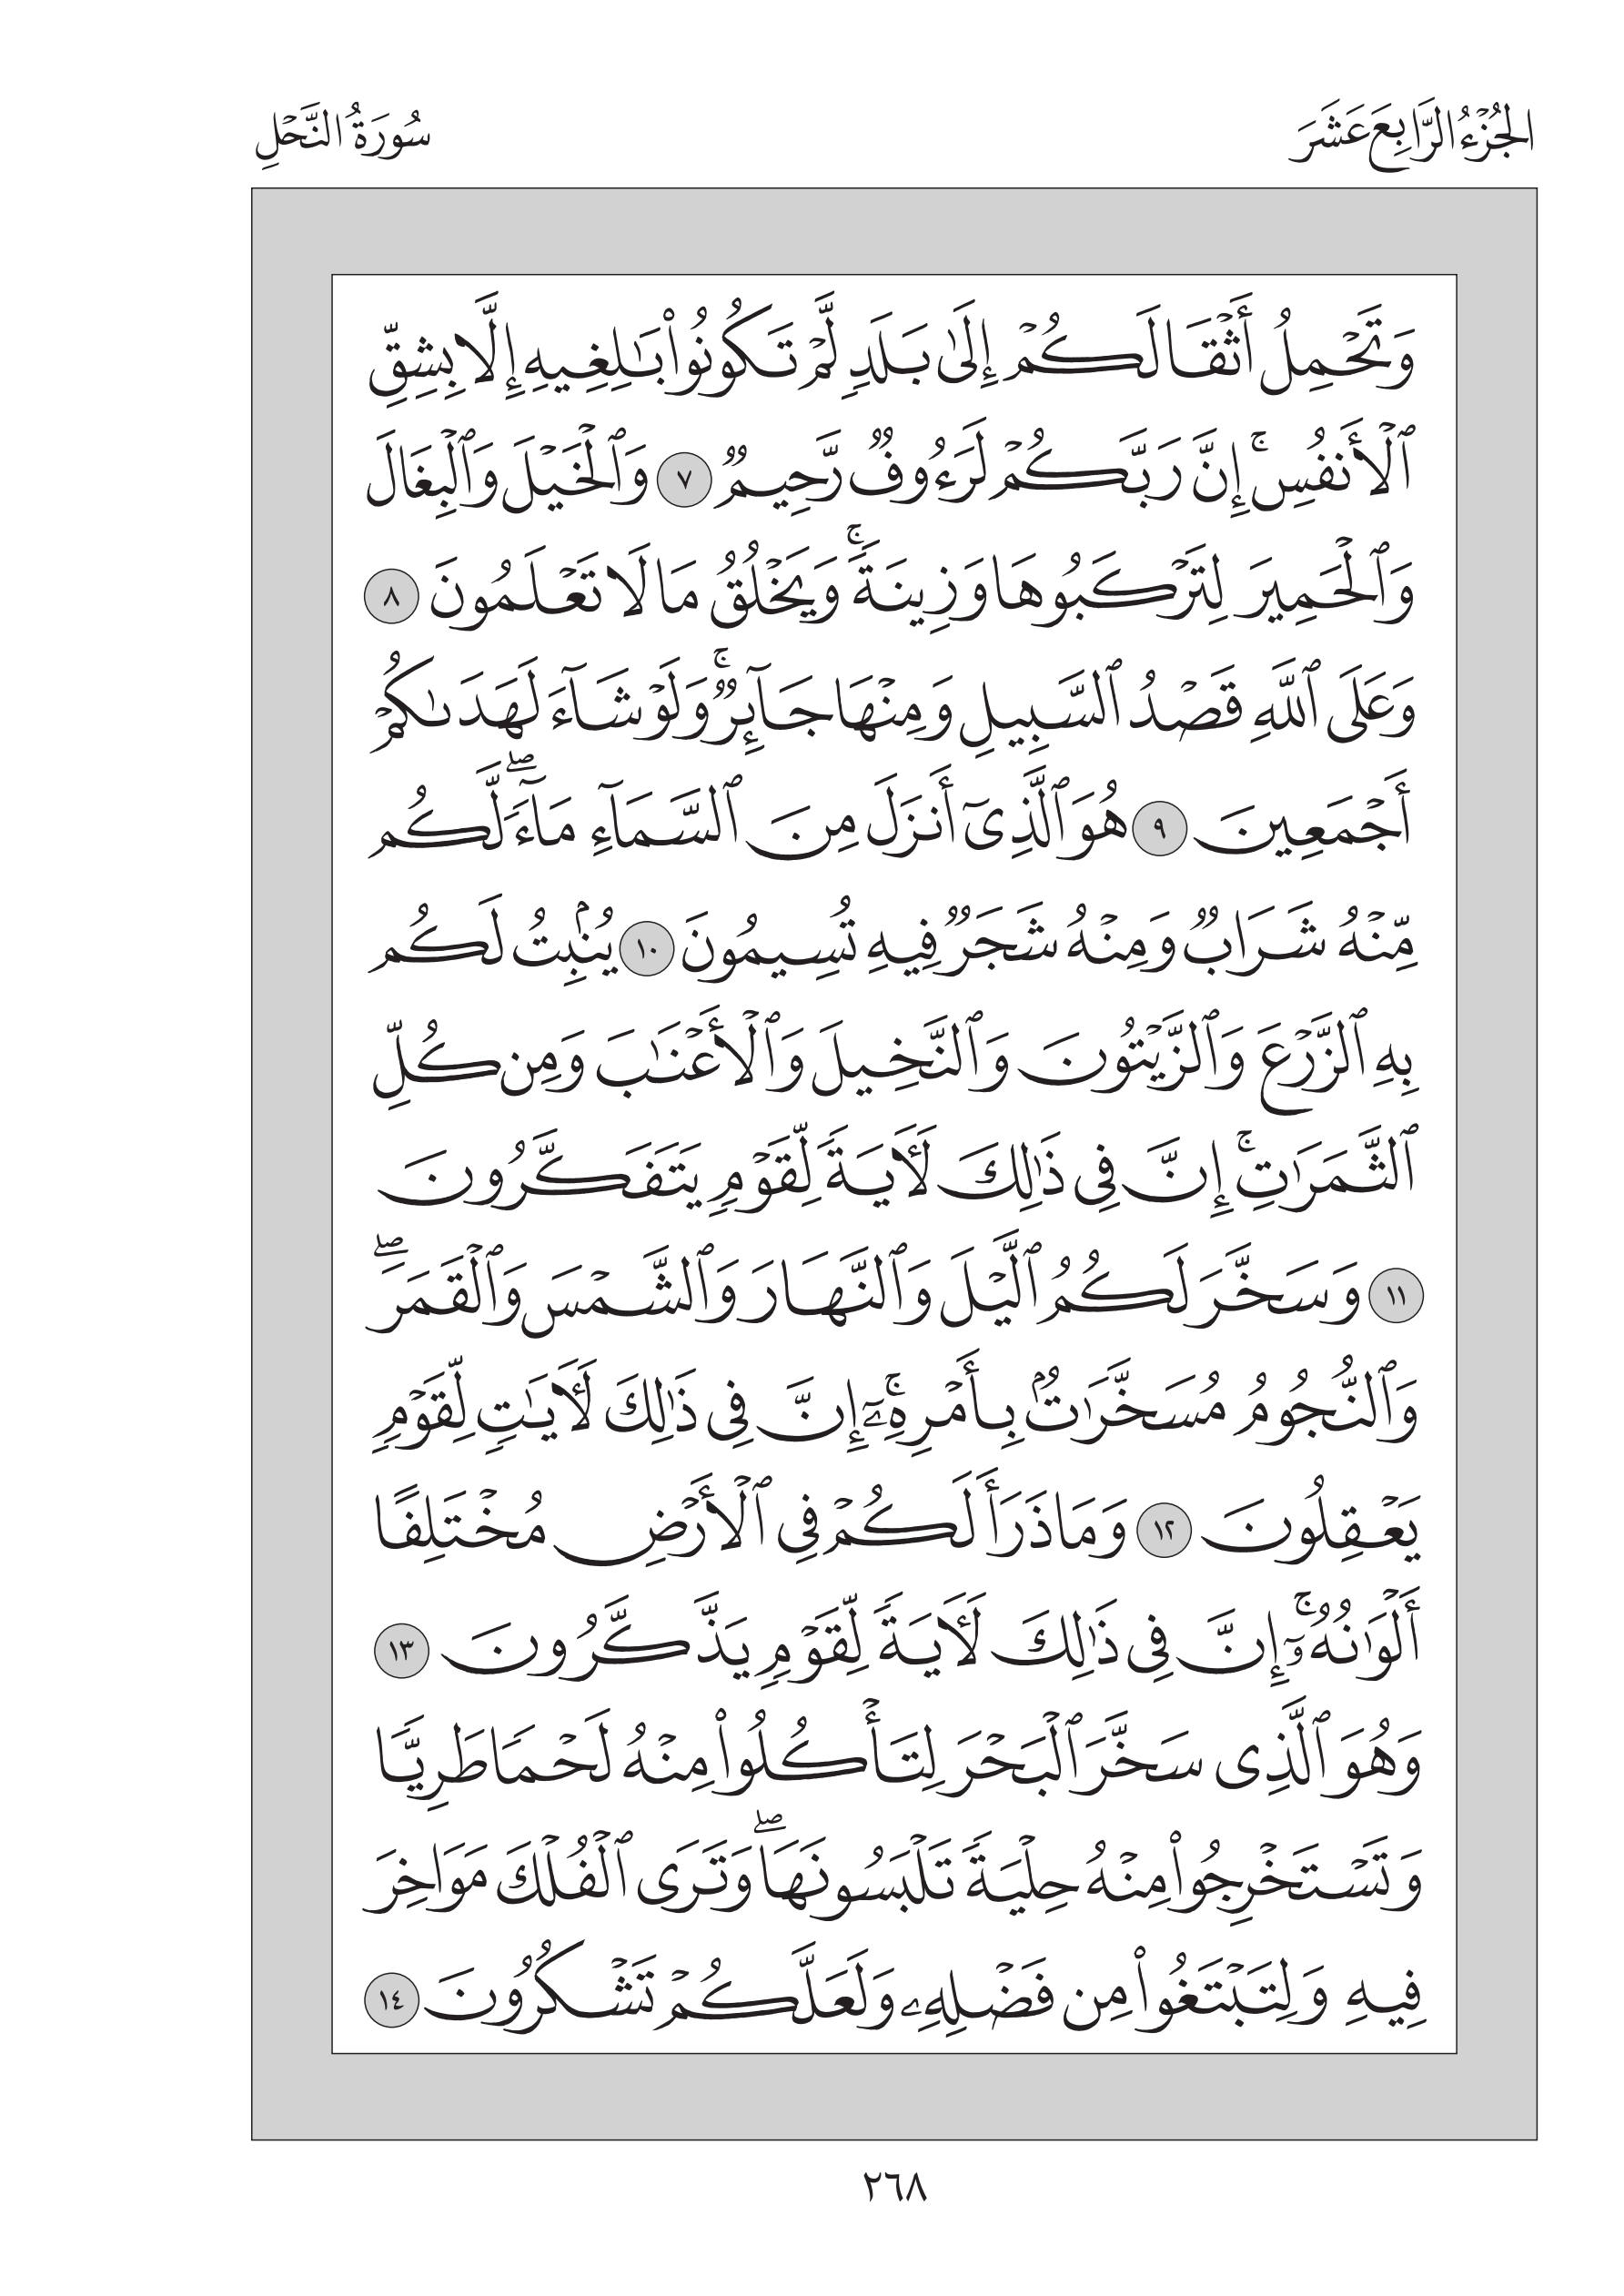 الجُزْءُ الرَّابِعَ عَشَرَ
سُورَةُ النَّحْلِ
وَتَحْمِلُ أَثْقَالَكُمْ إِلَىٰ بَلَدٍ لَّمْ تَكُونُوا۟ بَـٰلِغِيهِ إِلَّا بِشِقِّ
ٱلْأَنفُسِ ۚ إِنَّ رَبَّكُمْ لَرَءُوفٌ رَّحِيمٌ ٧ وَٱلْخَيْلَ وَٱلْبِغَالَ
وَٱلْحَمِيرَ لِتَرْكَبُوهَا وَزِينَةً ۚ وَيَخْلُقُ مَا لَا تَعْلَمُونَ ٨
وَعَلَى ٱللَّهِ قَصْدُ ٱلسَّبِيلِ وَمِنْهَا جَآئِرٌ ۚ وَلَوْ شَآءَ لَهَدَىٰكُمْ
أَجْمَعِينَ ٩ هُوَ ٱلَّذِىٓ أَنزَلَ مِنَ ٱلسَّمَآءِ مَآءً ۖ لَّكُم
مِّنْهُ شَرَابٌ وَمِنْهُ شَجَرٌ فِيهِ تُسِيمُونَ ١٠ يُنۢبِتُ لَكُم
بِهِ ٱلزَّرْعَ وَٱلزَّيْتُونَ وَٱلنَّخِيلَ وَٱلْأَعْنَـٰبَ وَمِن كُلِّ
ٱلثَّمَرَٰتِ ۚ إِنَّ فِى ذَٰلِكَ لَـَٔايَةً لِّقَوْمٍ يَتَفَكَّرُونَ
١١ وَسَخَّرَ لَكُمُ ٱلَّيْلَ وَٱلنَّهَارَ وَٱلشَّمْسَ وَٱلْقَمَرَ ۖ
وَٱلنُّجُومُ مُسَخَّرَٰتٌۢ بِأَمْرِهِۦٓ ۚ إِنَّ فِى ذَٰلِكَ لَـَٔايَـٰتٍ لِّقَوْمٍ
يَعْقِلُونَ ١٢ وَمَا ذَرَأَ لَكُمْ فِى ٱلْأَرْضِ مُخْتَلِفًا
أَلْوَٰنُهُۥٓ ۚ إِنَّ فِى ذَٰلِكَ لَـَٔايَةً لِّقَوْمٍ يَذَّكَّرُونَ ١٣
وَهُوَ ٱلَّذِى سَخَّرَ ٱلْبَحْرَ لِتَأْكُلُوا۟ مِنْهُ لَحْمًا طَرِيًّا
وَتَسْتَخْرِجُوا۟ مِنْهُ حِلْيَةً تَلْبَسُونَهَا ۖ وَتَرَى ٱلْفُلْكَ مَوَاخِرَ
فِيهِ وَلِتَبْتَغُوا۟ مِن فَضْلِهِۦ وَلَعَلَّكُمْ تَشْكُرُونَ ١٤
٢٦٨